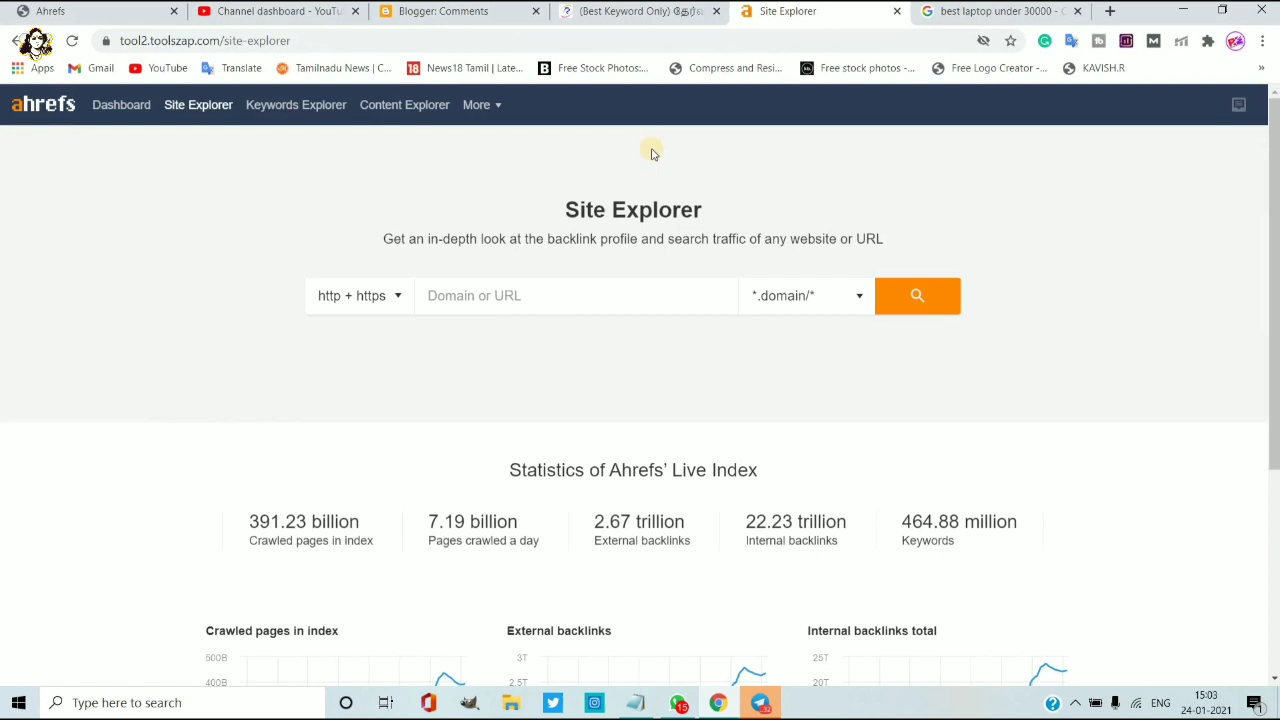 Ahrefs
Channel dashboard - YouTu
Blogger: Comments
(Best Keyword Only)
Site Explorer
best laptop under 30000 -
tool2.toolszap.com/site-explorer
Apps
Gmail
YouTube
Translate
Tamilnadu News | C...
News18 Tamil | Late...
Free Stock Photos:...
Compress and Resi...
Free stock photos -...
Free Logo Creator -...
KAVISH.R
»
ahrefs
Dashboard
Site Explorer
Keywords Explorer
Content Explorer
More
Site Explorer
Get an in-depth look at the backlink profile and search traffic of any website or URL
http + https
Domain or URL
*.domain/*
Statistics of Ahrefs’ Live Index
391.23 billion
Crawled pages in index
7.19 billion
Pages crawled a day
2.67 trillion
External backlinks
22.23 trillion
Internal backlinks
464.88 million
Keywords
Crawled pages in index
External backlinks
Internal backlinks total
500B
400B
3T
2.5T
25T
20T
Type here to search
15
ENG
15:03
24-01-2021